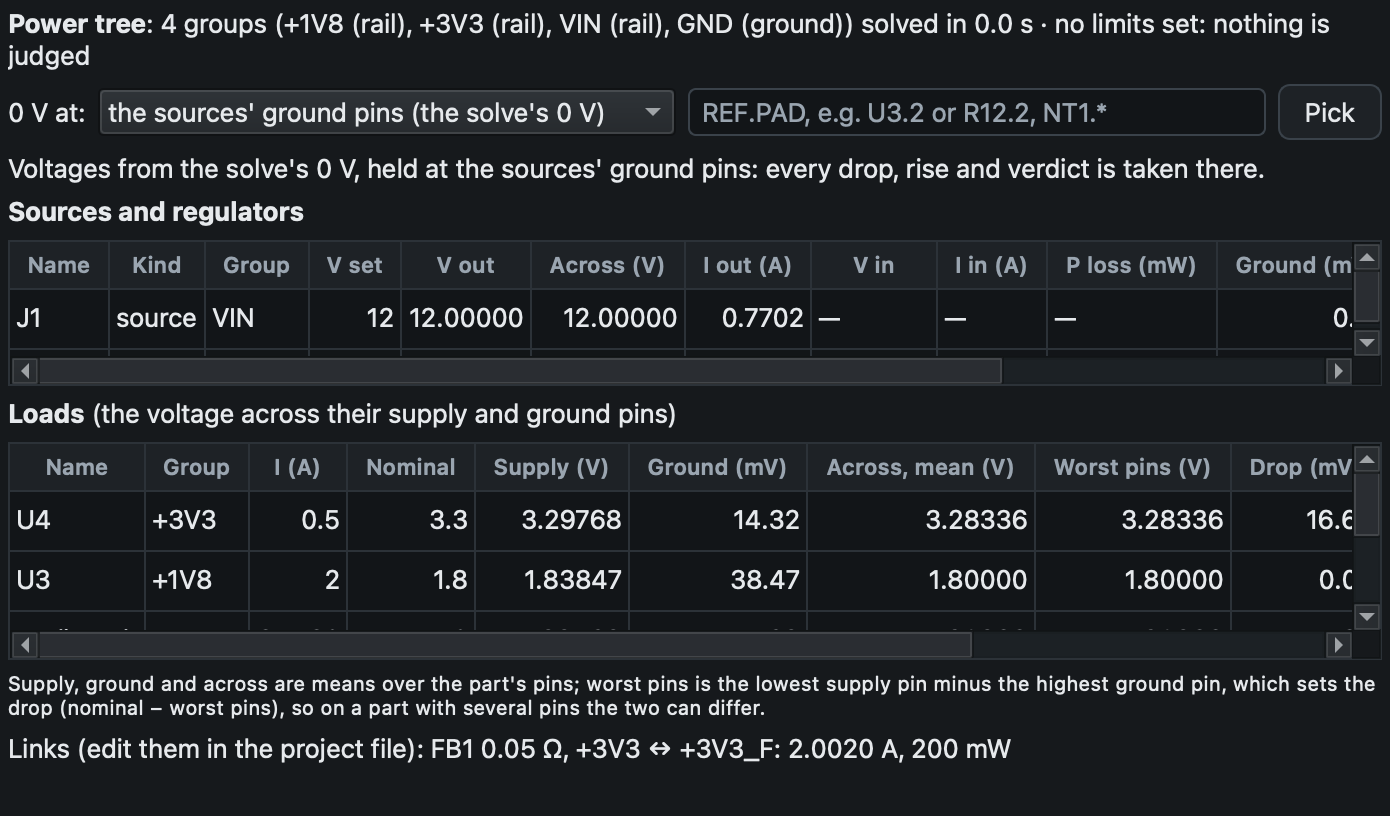 Power tree: 4 groups (+1V8 (rail), +3V3 (rail), VIN (rail), GND (ground)) solved in 0.0 s · no limits set: nothing is
judged
0 V at: the sources' ground pins (the solve's 0 V) REF.PAD, e.g. U3.2 or R12.2, NT1.* Pick
Voltages from the solve's 0 V, held at the sources' ground pins: every drop, rise and verdict is taken there.
Sources and regulators
Name Kind Group V set V out Across (V) I out (A) V in I in (A) P loss (mW) Ground (m
J1 source VIN 12 12.00000 12.00000 0.7702 — — — 0.
Loads (the voltage across their supply and ground pins)
Name Group I (A) Nominal Supply (V) Ground (mV) Across, mean (V) Worst pins (V) Drop (mV
U4 +3V3 0.5 3.3 3.29768 14.32 3.28336 3.28336 16.6
U3 +1V8 2 1.8 1.83847 38.47 1.80000 1.80000 0.0
Supply, ground and across are means over the part's pins; worst pins is the lowest supply pin minus the highest ground pin, which sets the
drop (nominal – worst pins), so on a part with several pins the two can differ.
Links (edit them in the project file): FB1 0.05 Ω, +3V3 ↔ +3V3_F: 2.0020 A, 200 mW